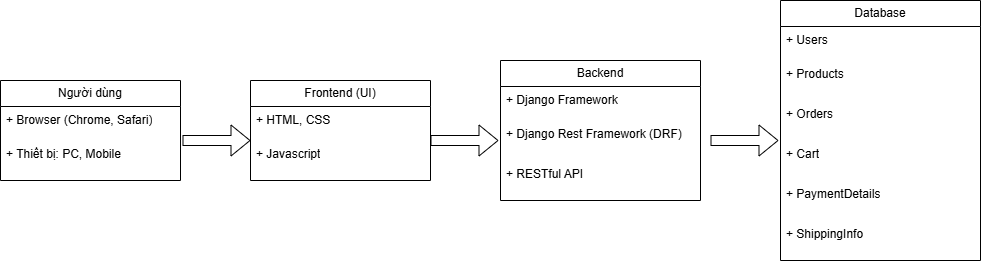 Người dùng
+ Browser (Chrome, Safari)
+ Thiết bị: PC, Mobile
Frontend (UI)
+ HTML, CSS
+ Javascript
Backend
+ Django Framework
+ Django Rest Framework (DRF)
+ RESTful API
Database
+ Users
+ Products
+ Orders
+ Cart
+ PaymentDetails
+ ShippingInfo